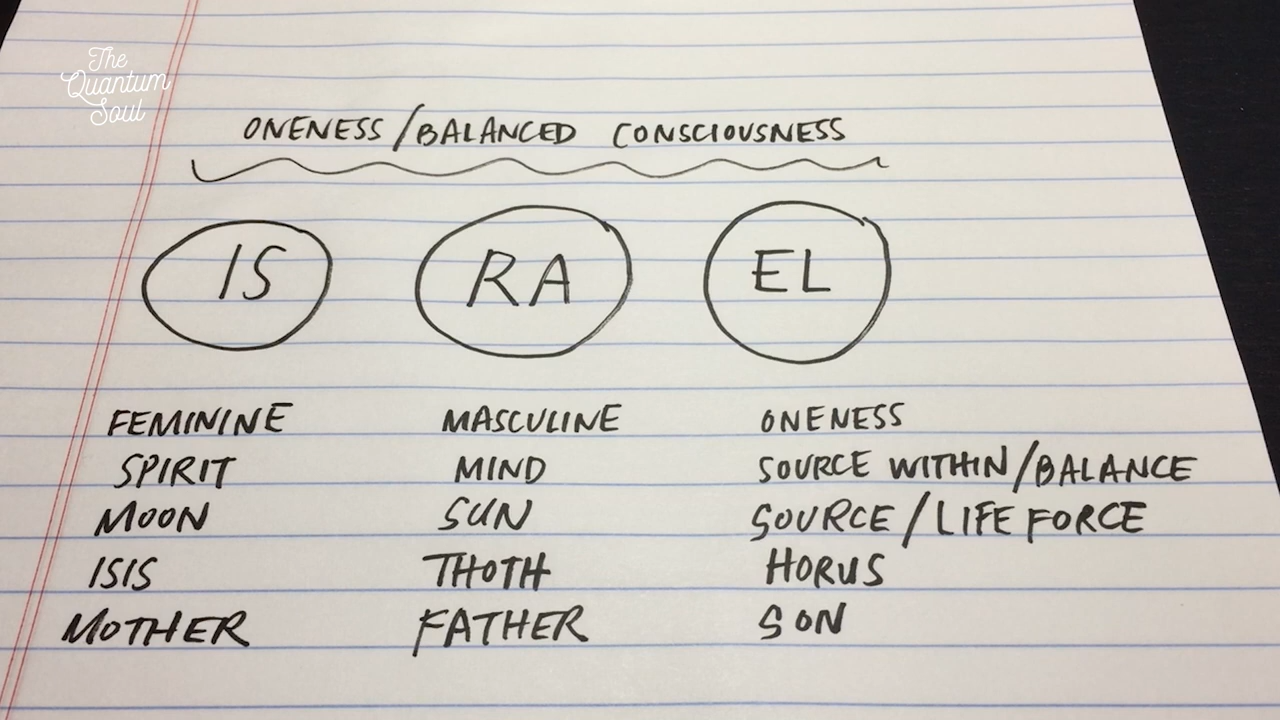 The
Quantum
Soul
ONENESS/BALANCED CONSCIOUSNESS
IS RA EL
FEMININE MASCULINE ONENESS
SPIRIT MIND SOURCE WITHIN/BALANCE
MOON SUN SOURCE/LIFE FORCE
ISIS THOTH HORUS
MOTHER FATHER SON